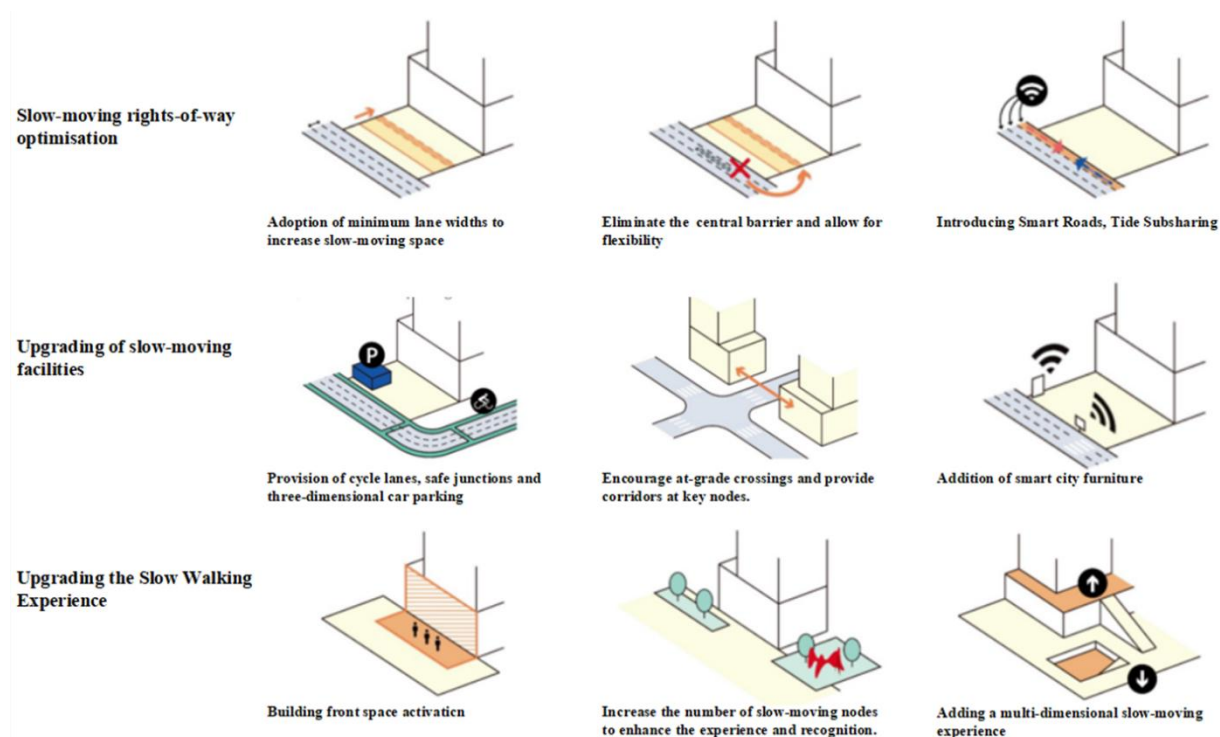 Slow-moving rights-of-way
optimisation
Adoption of minimum lane widths to
increase slow-moving space
Eliminate the central barrier and allow for
flexibility
Introducing Smart Roads, Tide Subsharing
Upgrading of slow-moving
facilities
P
Provision of cycle lanes, safe junctions and
three-dimensional car parking
Encourage at-grade crossings and provide
corridors at key nodes.
Addition of smart city furniture
Upgrading the Slow Walking
Experience
Building front space activation
Increase the number of slow-moving nodes
to enhance the experience and recognition.
Adding a multi-dimensional slow-moving
experience